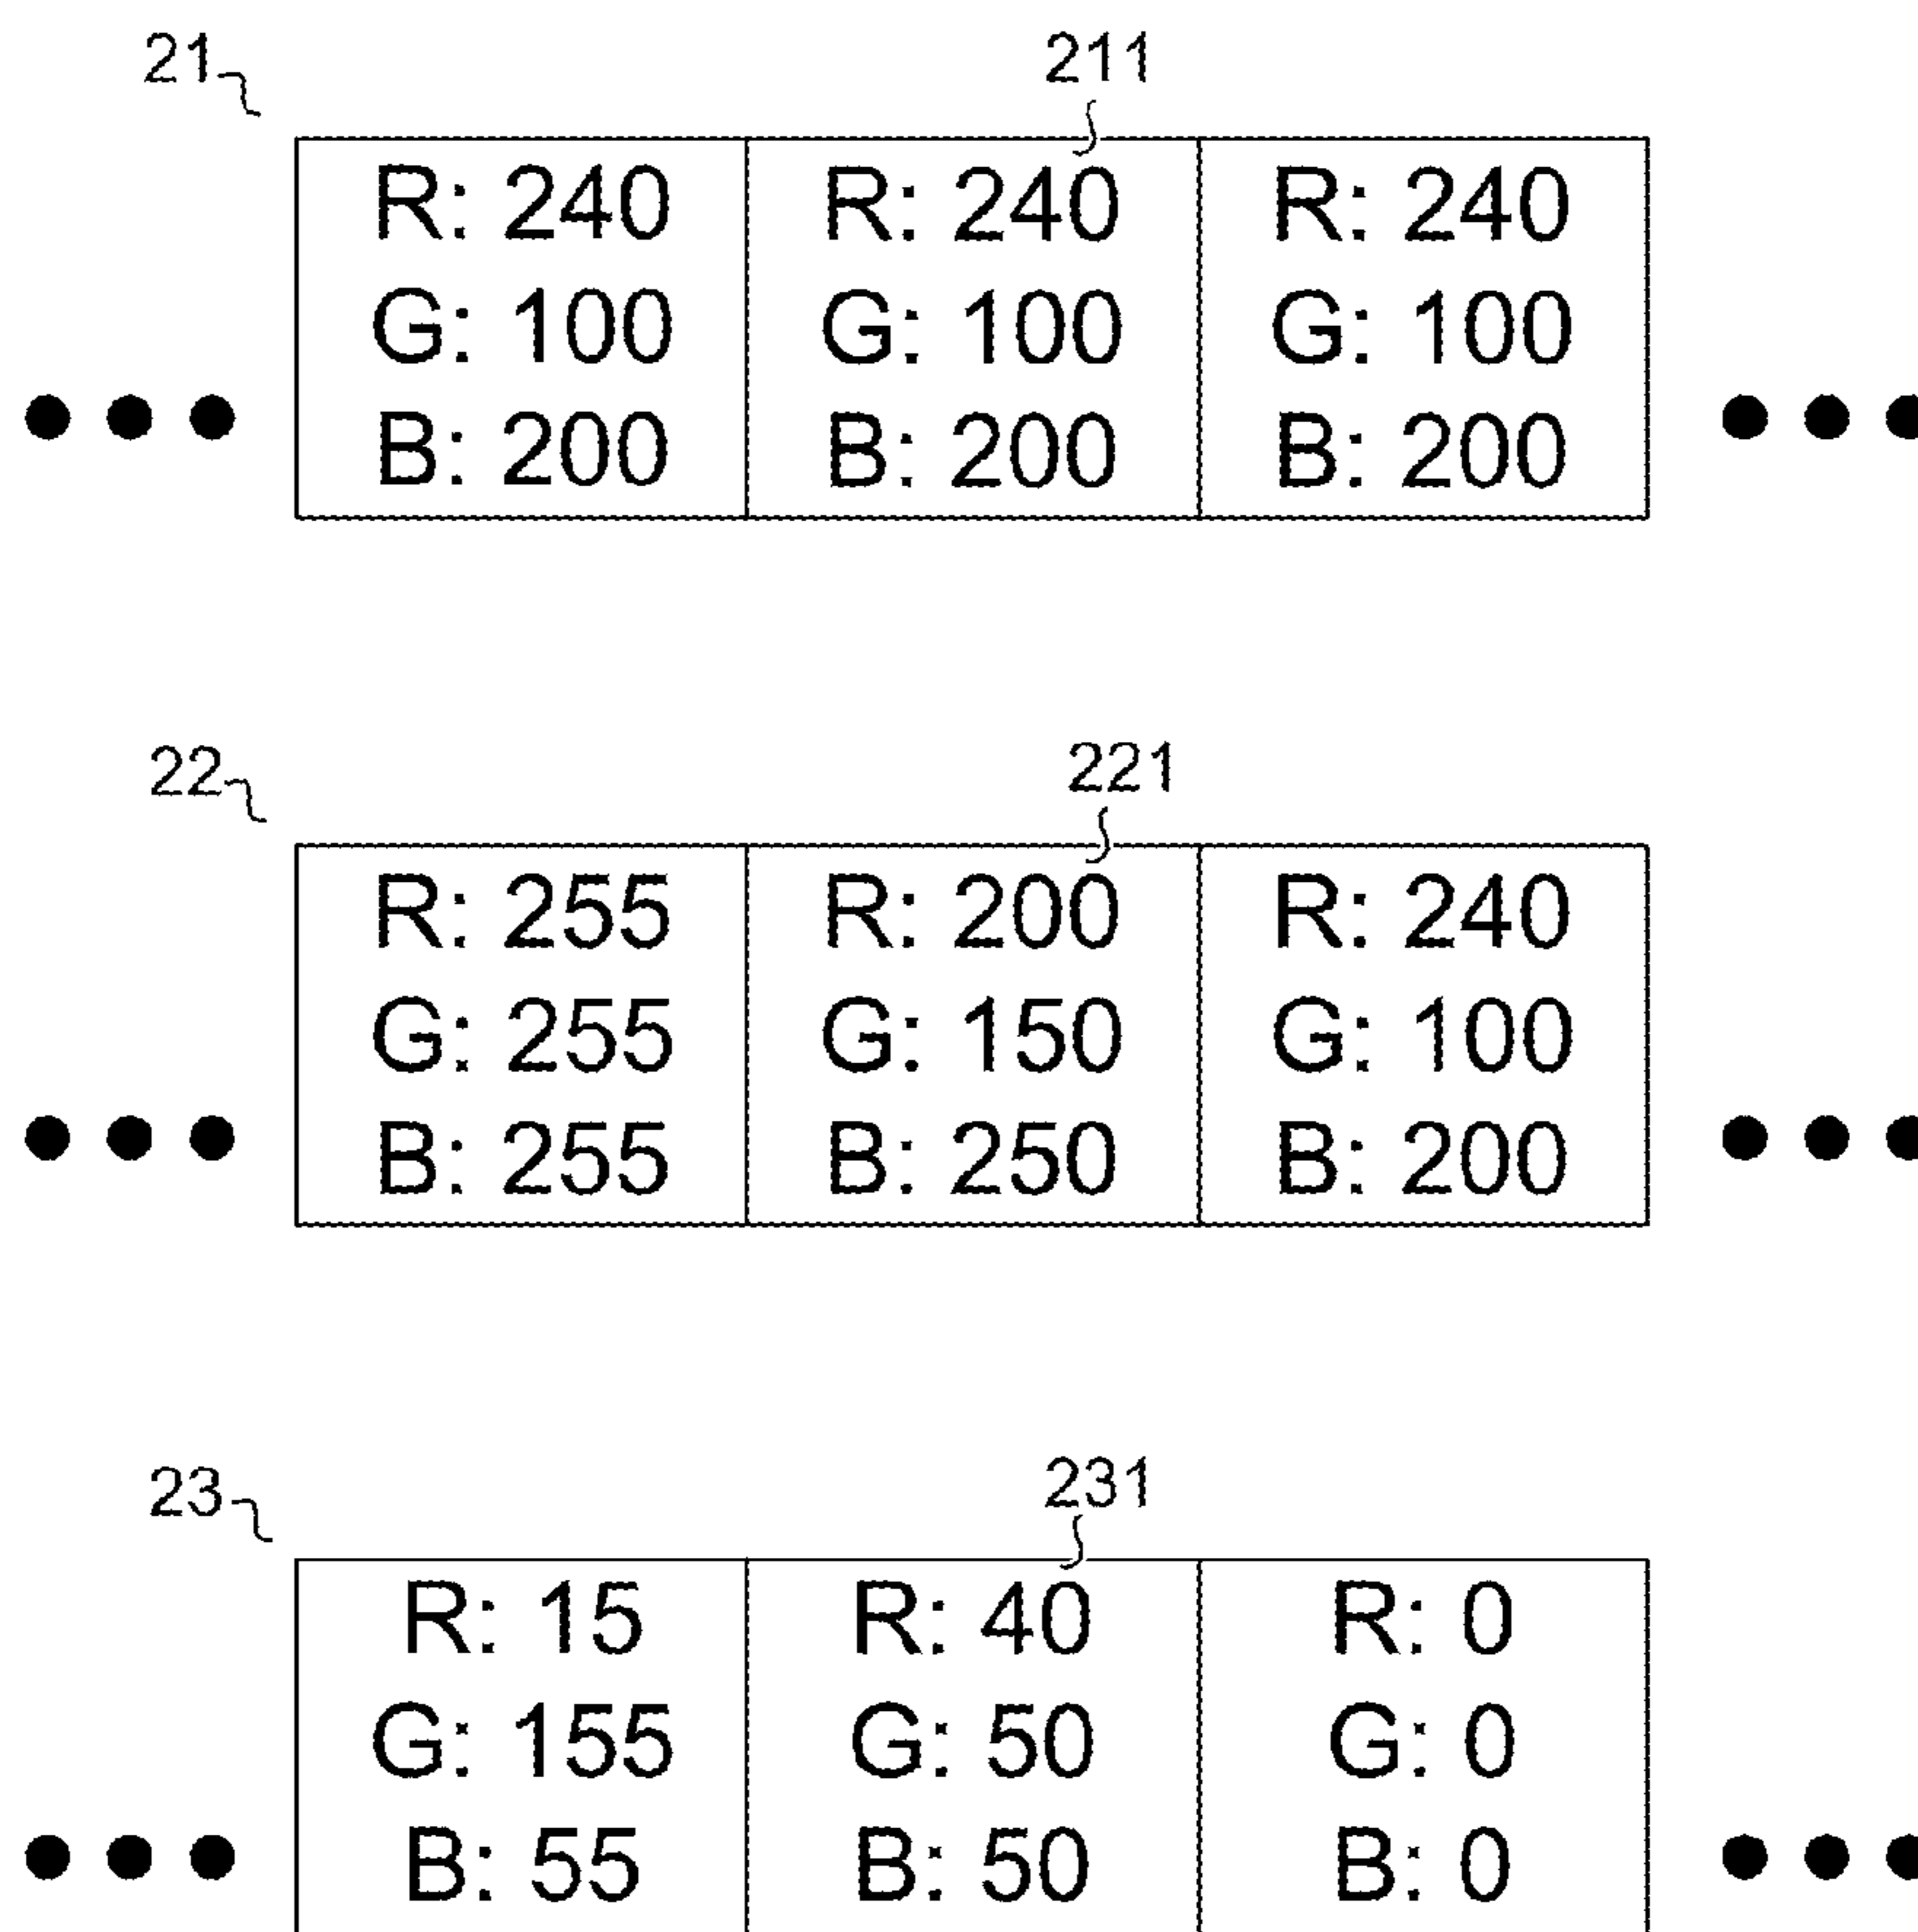 21 211
R: 240 R: 240 R: 240
G: 100 G: 100 G: 100
B: 200 B: 200 B: 200
22 221
R: 255 R: 200 R: 240
G: 255 G: 150 G: 100
B: 255 B: 250 B: 200
23 231
R: 15 R: 40 R: 0
G: 155 G: 50 G: 0
B: 55 B: 50 B: 0